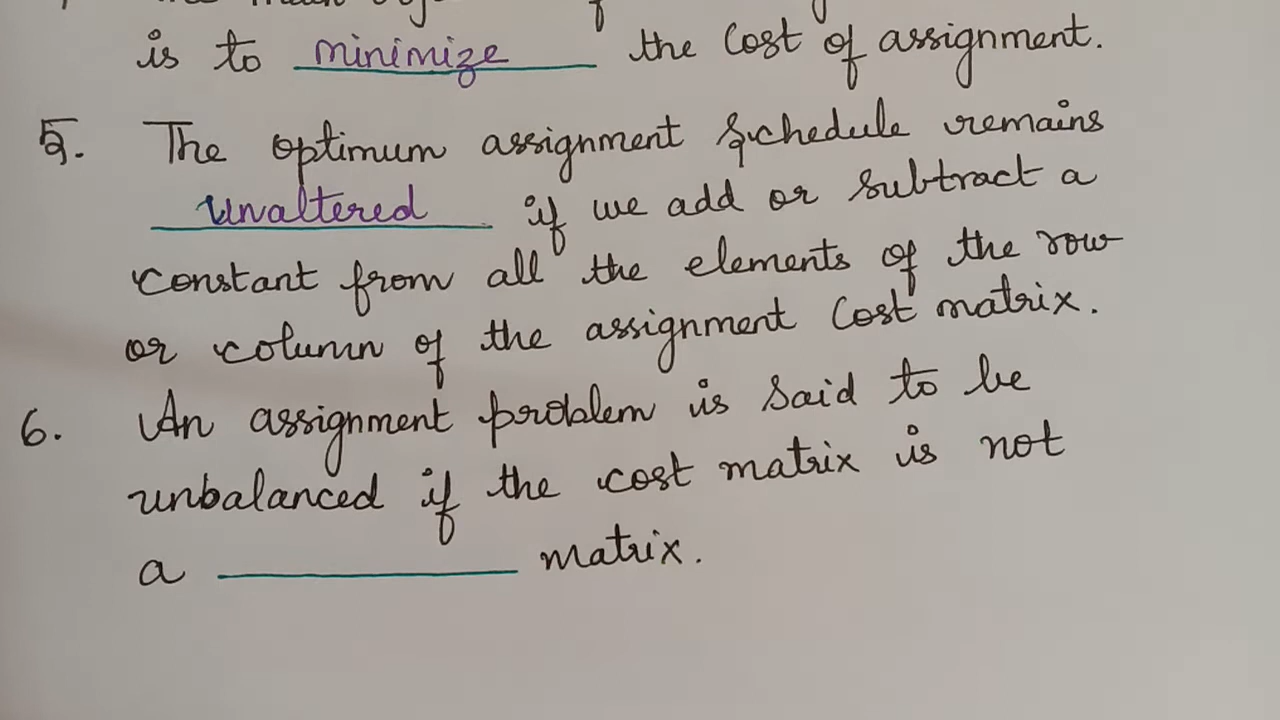 is to minimize the cost of assignment.
5. The optimum assignment schedule remains
unaltered if we add or subtract a
constant from all the elements of the row
or column of the assignment cost matrix.
6. An assignment problem is said to be
unbalanced if the cost matrix is not
a __________ matrix.